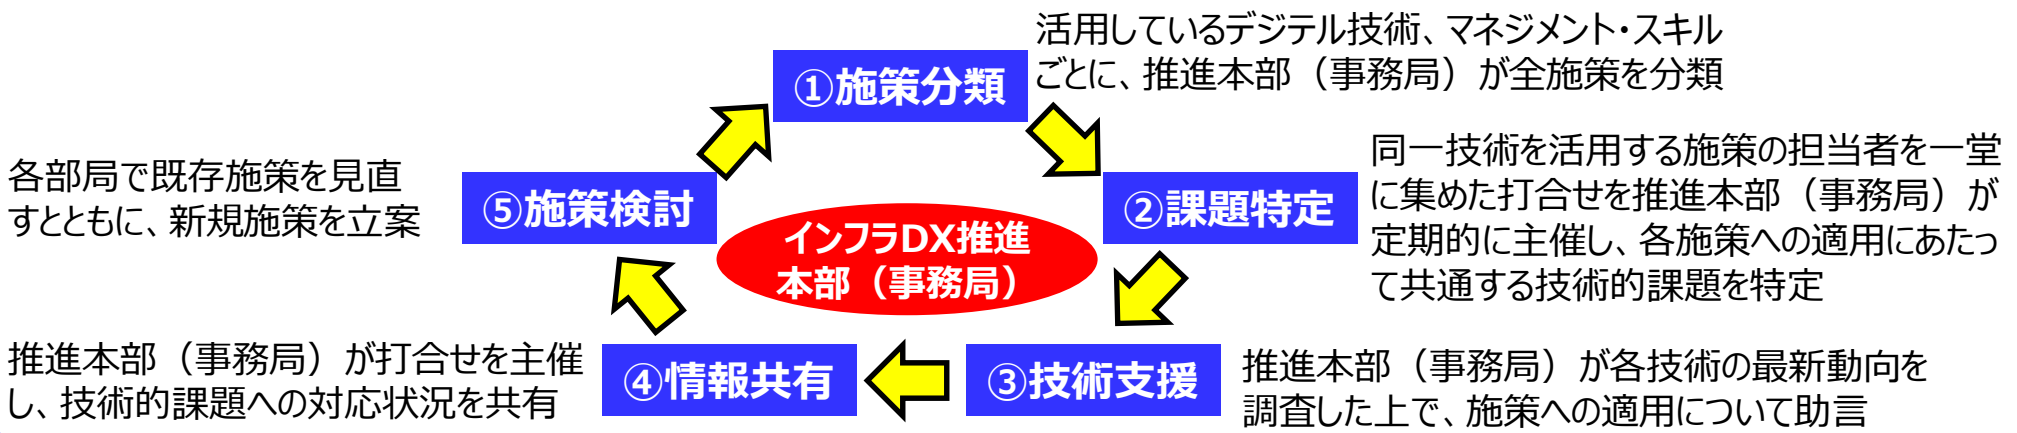 活用しているデジテル技術、マネジメント・スキル
ごとに、推進本部（事務局）が全施策を分類
①施策分類
同一技術を活用する施策の担当者を一堂
に集めた打合せを推進本部（事務局）が
定期的に主催し、各施策への適用にあたっ
て共通する技術的課題を特定
②課題特定
推進本部（事務局）が各技術の最新動向を
調査した上で、施策への適用について助言
③技術支援
④情報共有
推進本部（事務局）が打合せを主催
し、技術的課題への対応状況を共有
⑤施策検討
各部局で既存施策を見直
すとともに、新規施策を立案
インフラDX推進
本部（事務局）